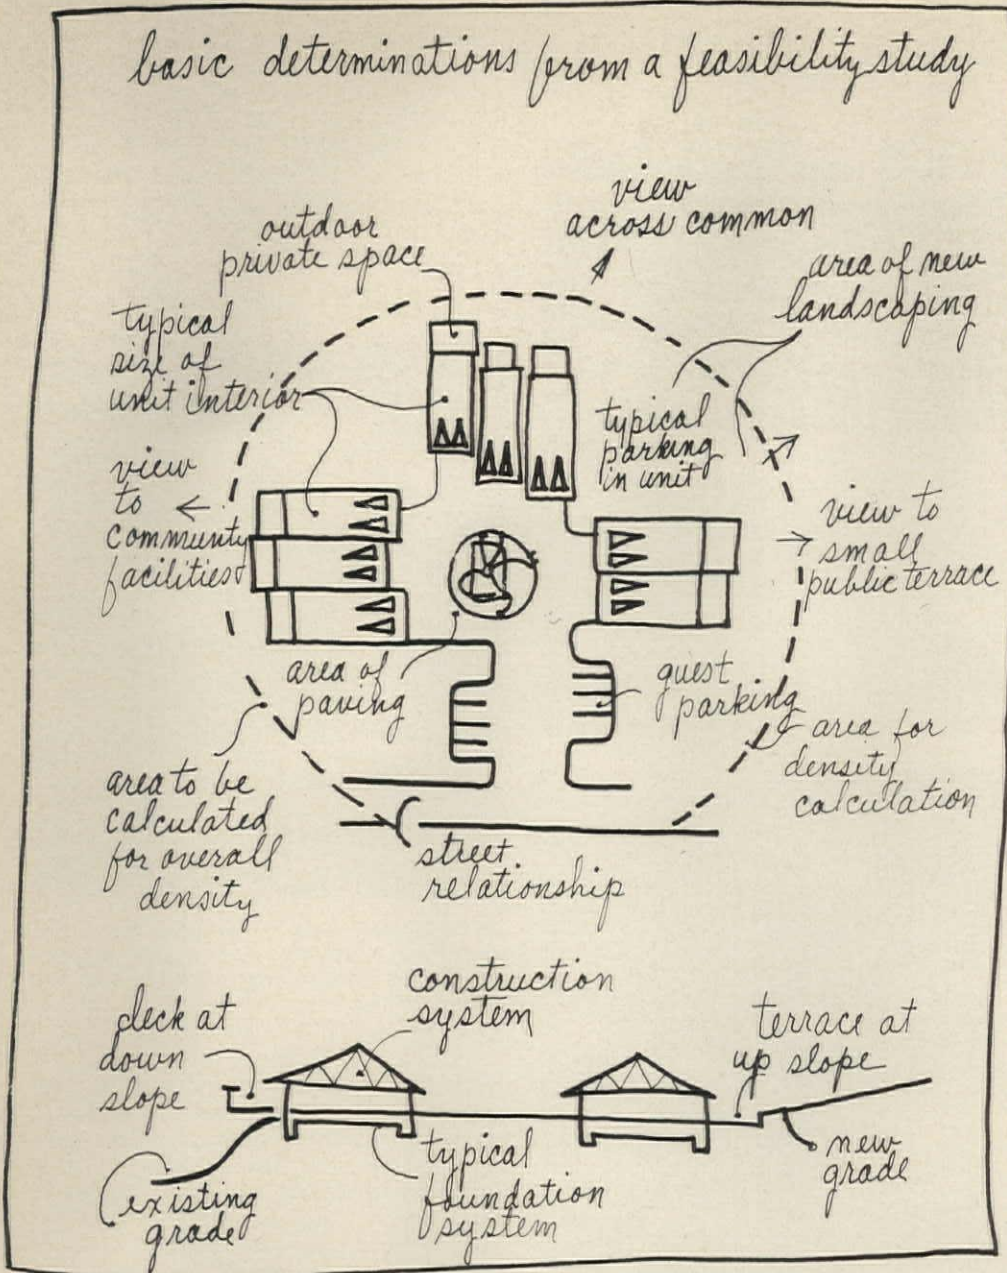 basic determinations from a feasibility study
view
across common
outdoor
private space
area of new
landscaping
typical
size of
unit interior
typical
parking
in unit
view
to
community
facilities
view to
small
public terrace
area of
paving
guest
parking
area for
density
calculation
area to be
calculated
for overall
density
street
relationship
construction
system
deck at
down
slope
terrace at
up slope
typical
foundation
system
new
grade
existing
grade